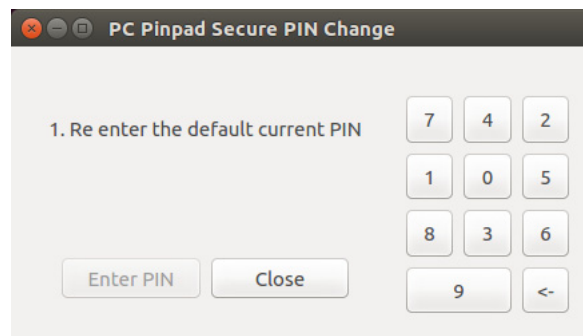 PC Pinpad Secure PIN Change
1. Re enter the default current PIN
7 4 2
1 0 5
8 3 6
9 <-
Enter PIN Close